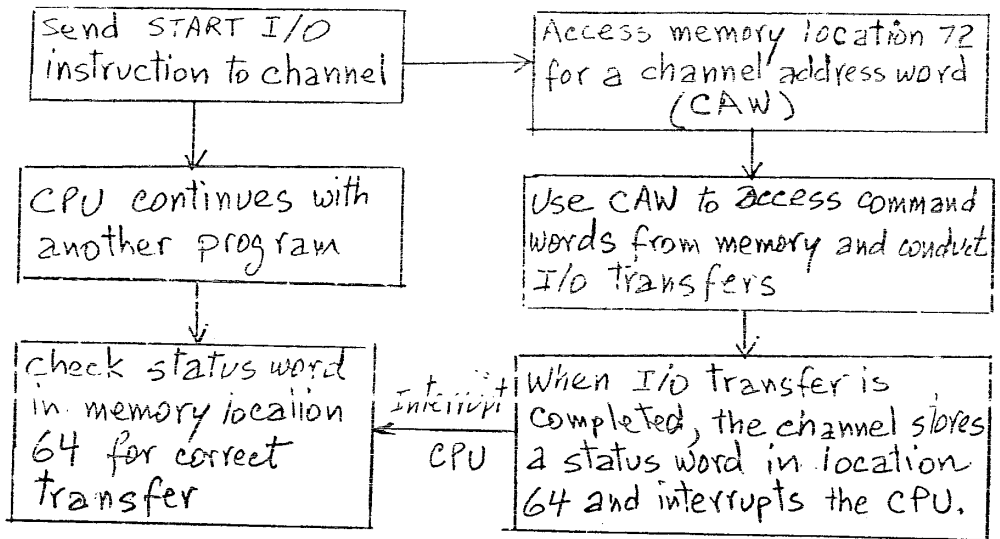 Send START I/O
instruction to channel
Access memory location 72
for a channel address word
(CAW)
CPU continues with
another program
Use CAW to access command
words from memory and conduct
I/O Transfers
check status word
in memory location
64 for correct
transfer
Interrupt
CPU
When I/O transfer is
completed, the channel stores
a status word in location
64 and interrupts the CPU.